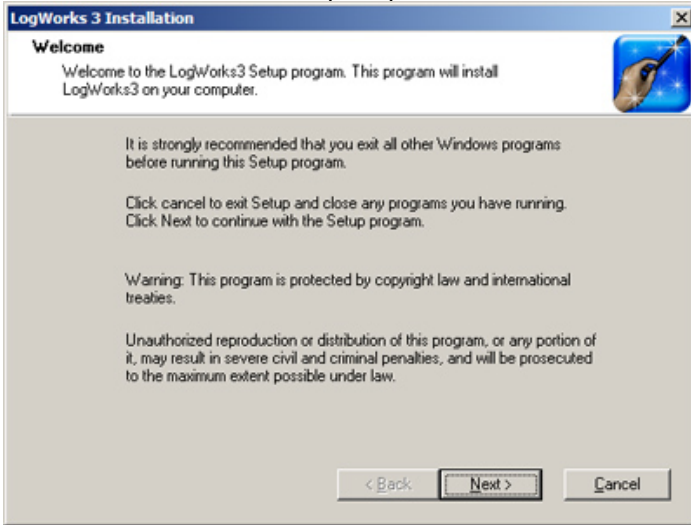 LogWorks 3 Installation
Welcome
Welcome to the LogWorks3 Setup program. This program will install
LogWorks3 on your computer.
It is strongly recommended that you exit all other Windows programs
before running this Setup program.
Click cancel to exit Setup and close any programs you have running.
Click Next to continue with the Setup program.
Warning: This program is protected by copyright law and international
treaties.
Unauthorized reproduction or distribution of this program, or any portion of
it, may result in severe civil and criminal penalties, and will be prosecuted
to the maximum extent possible under law.
< Back Next > Cancel